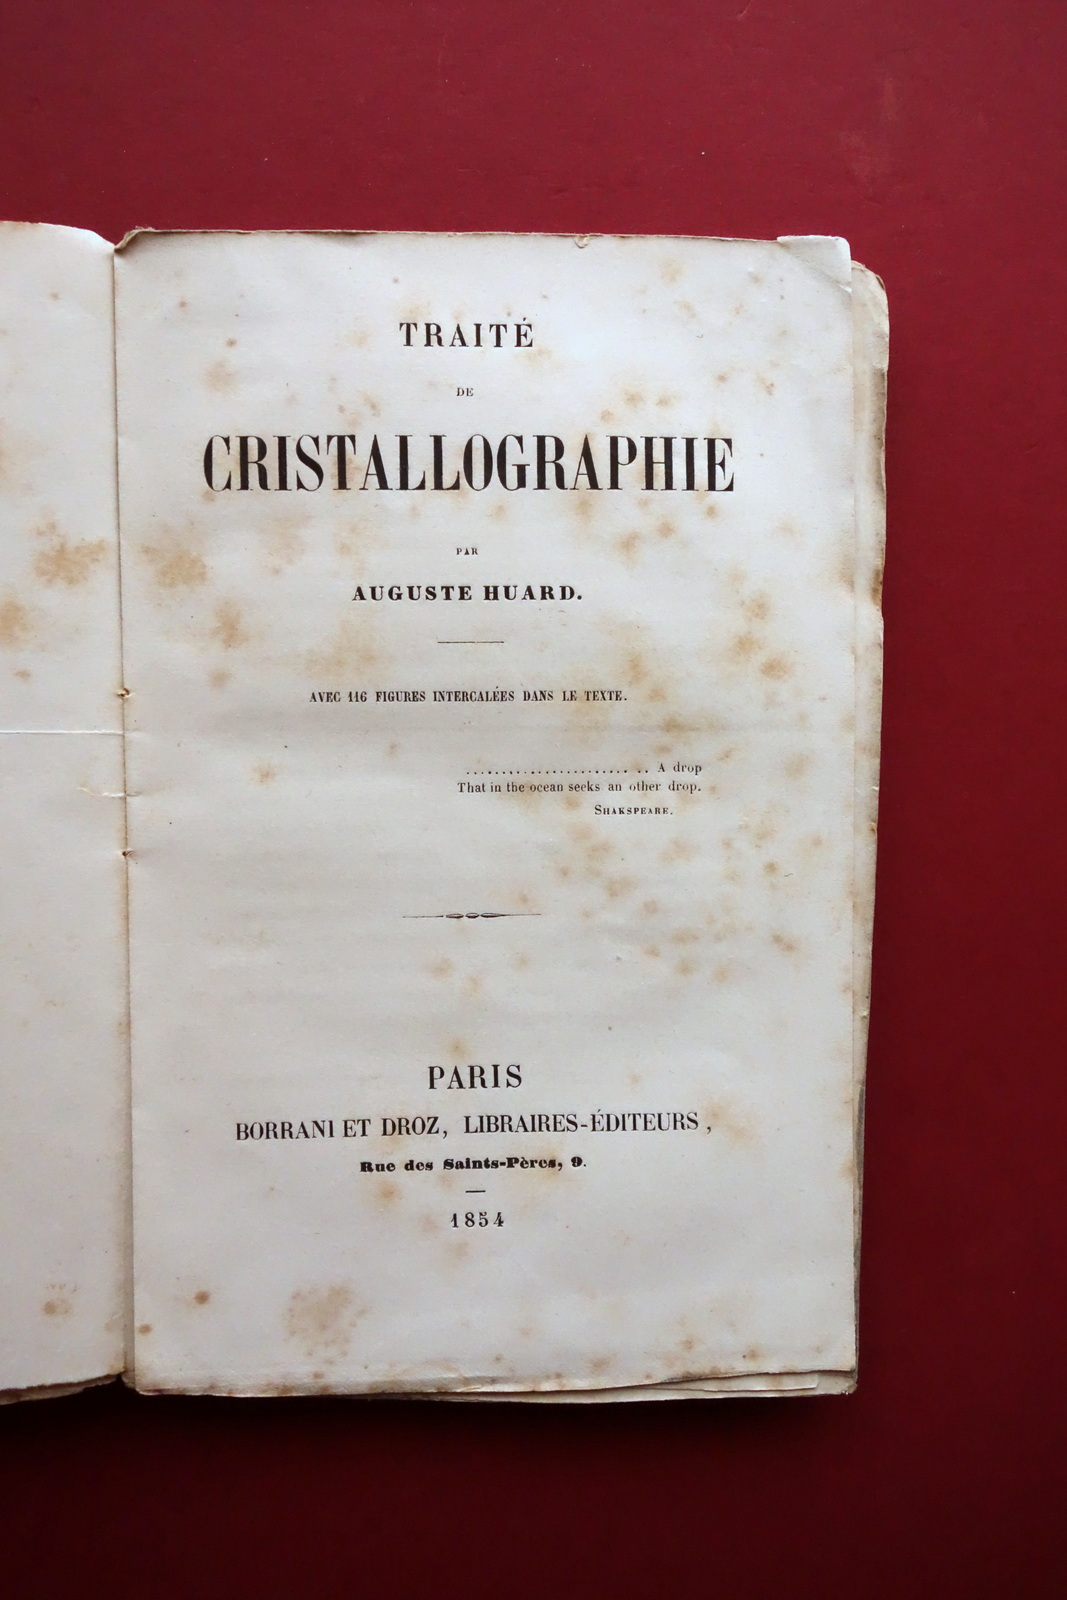 TRAITÉ
DE
CRISTALLOGRAPHIE
PAR
AUGUSTE HUARD.
AVEC 116 FIGURES INTERCALÉES DANS LE TEXTE.
........................ A drop
That in the ocean seeks an other drop.
SHAKSPEARE.
PARIS
BORRANI ET DROZ, LIBRAIRES-ÉDITEURS,
Rue des Saints-Pères, 9.
1854